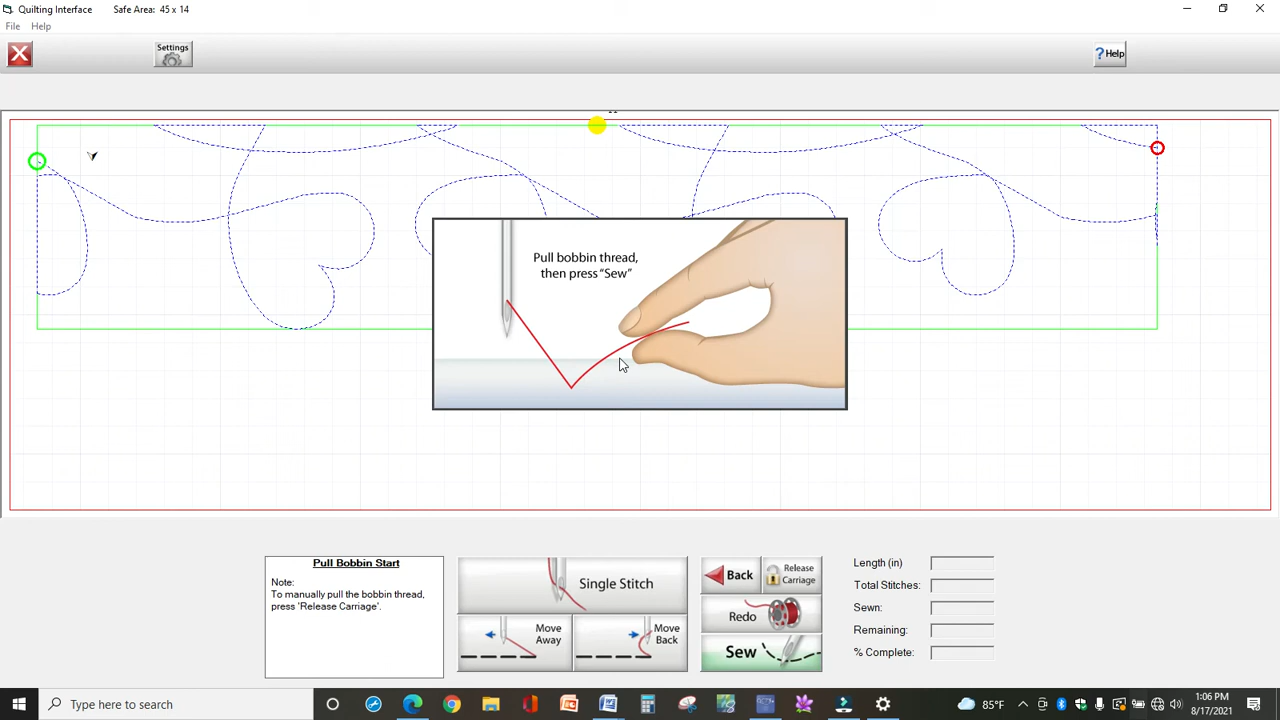 Quilting Interface Safe Area: 45 x 14
File Help
Settings
? Help
Pull bobbin thread,
then press “Sew”
Pull Bobbin Start
Note:
To manually pull the bobbin thread,
press 'Release Carriage'.
Single Stitch
Move
Away
Move
Back
Back
Release
Carriage
Redo
Sew
Length (in)
Total Stitches:
Sewn:
Remaining:
% Complete:
Type here to search
85°F
1:06 PM
8/17/2021